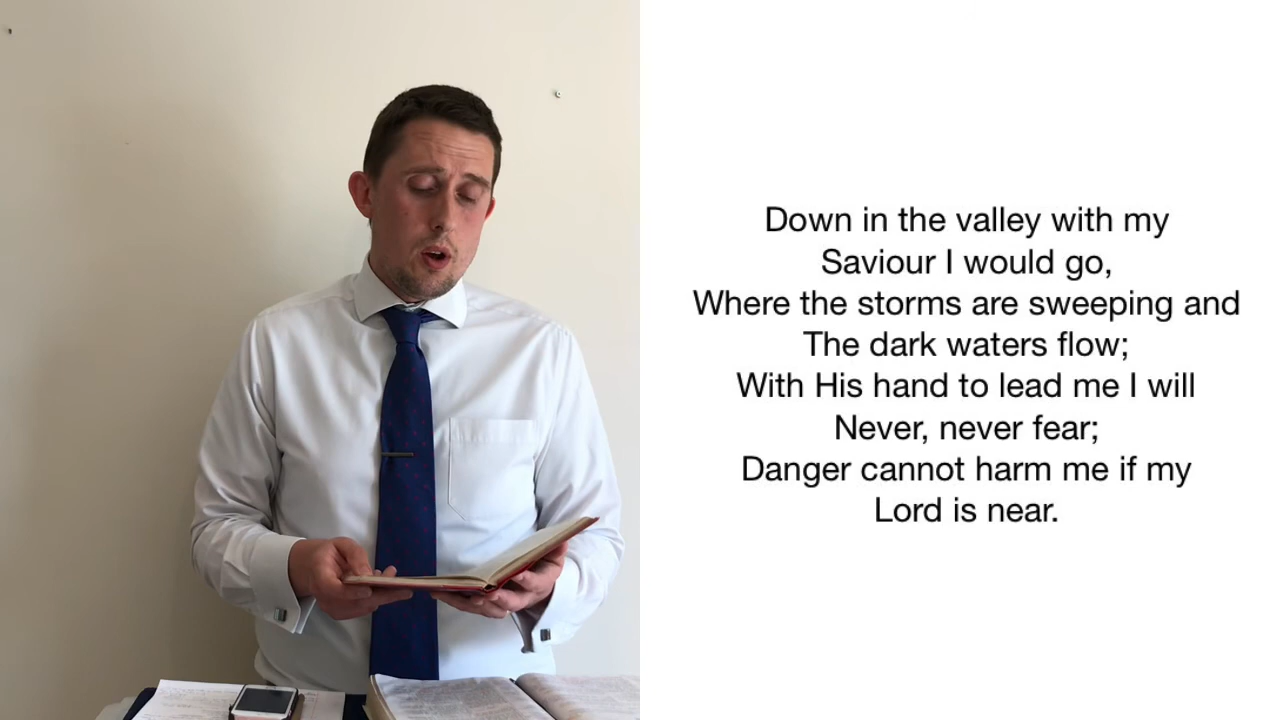 Down in the valley with my
Saviour I would go,
Where the storms are sweeping and
The dark waters flow;
With His hand to lead me I will
Never, never fear;
Danger cannot harm me if my
Lord is near.